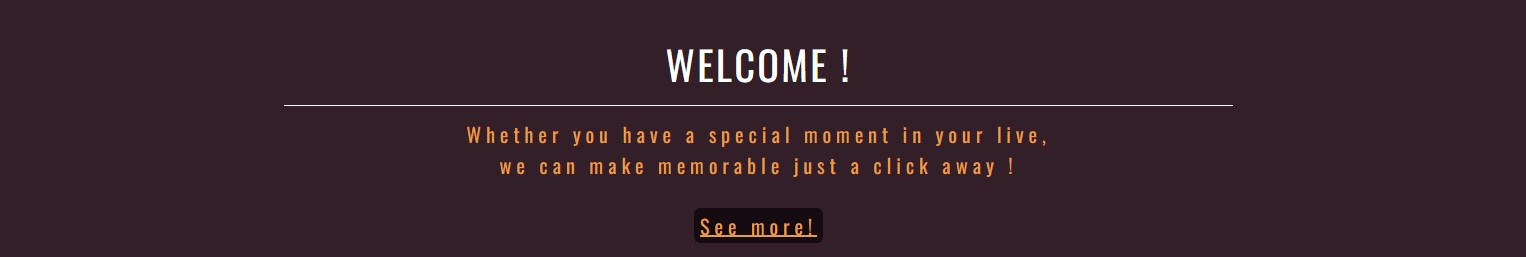 WELCOME !
Whether you have a special moment in your live,
we can make memorable just a click away !
See more!